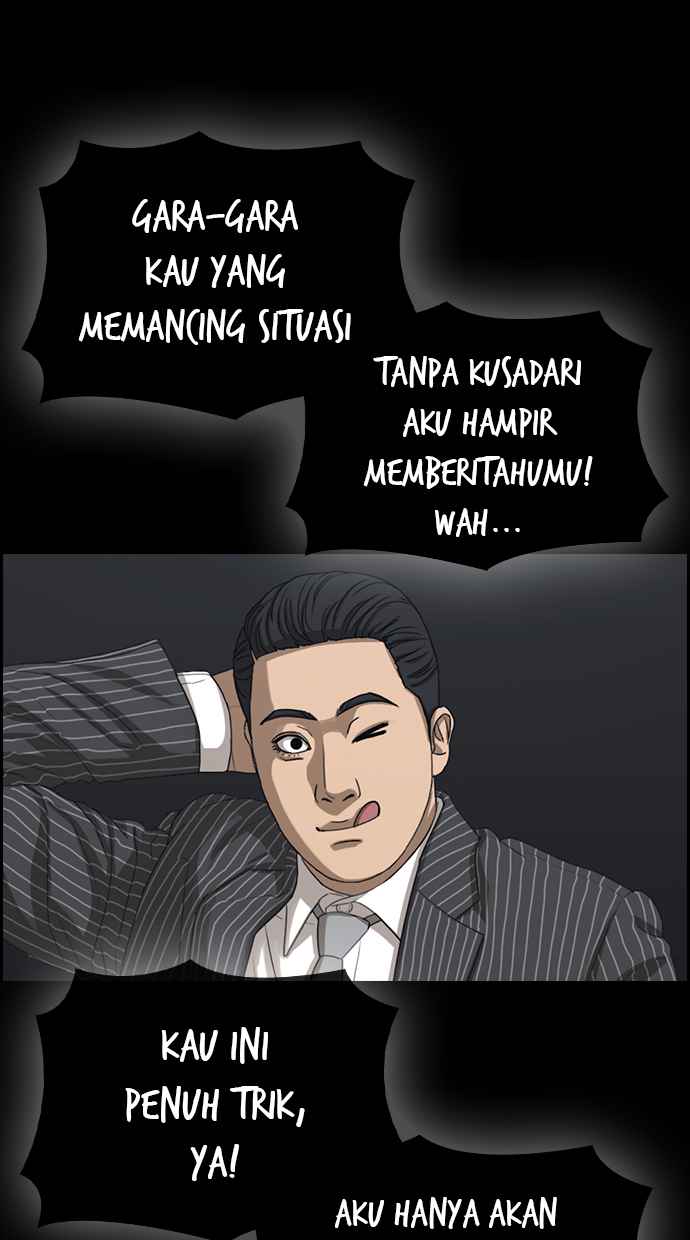 GARA-GARA
KAU YANG
MEMANCING SITUASI
TANPA KUSADARI
AKU HAMPIR
MEMBERITAHUMU!
WAH...
KAU INI
PENUH TRIK,
YA!
AKU HANYA AKAN